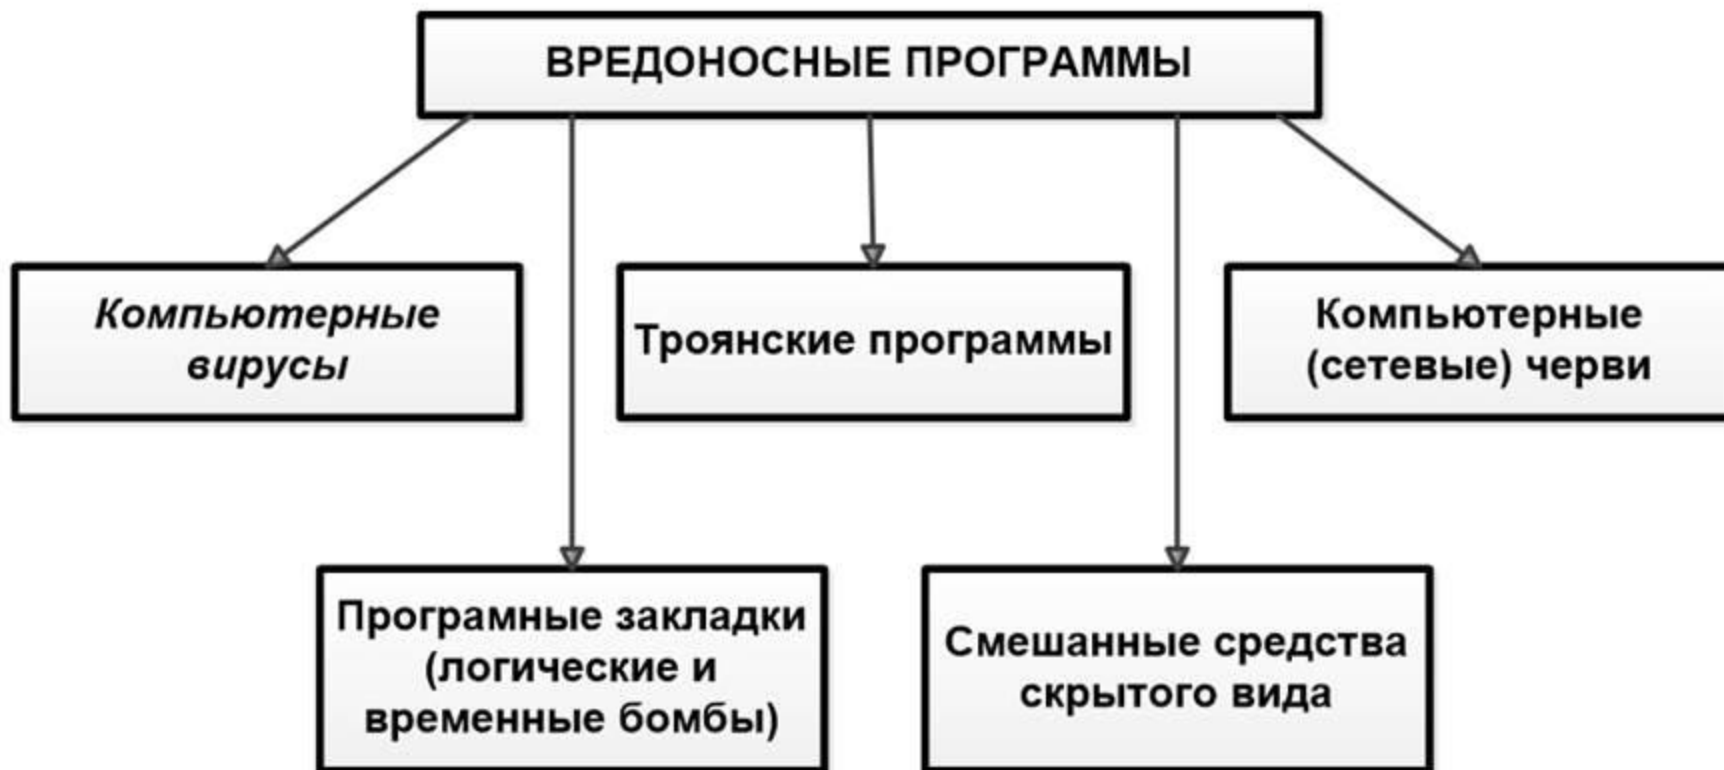 ВРЕДОНОСНЫЕ ПРОГРАММЫ
Компьютерные
вирусы
Троянские программы
Компьютерные
(сетевые) черви
Програмные закладки
(логические и
временные бомбы)
Смешанные средства
скрытого вида